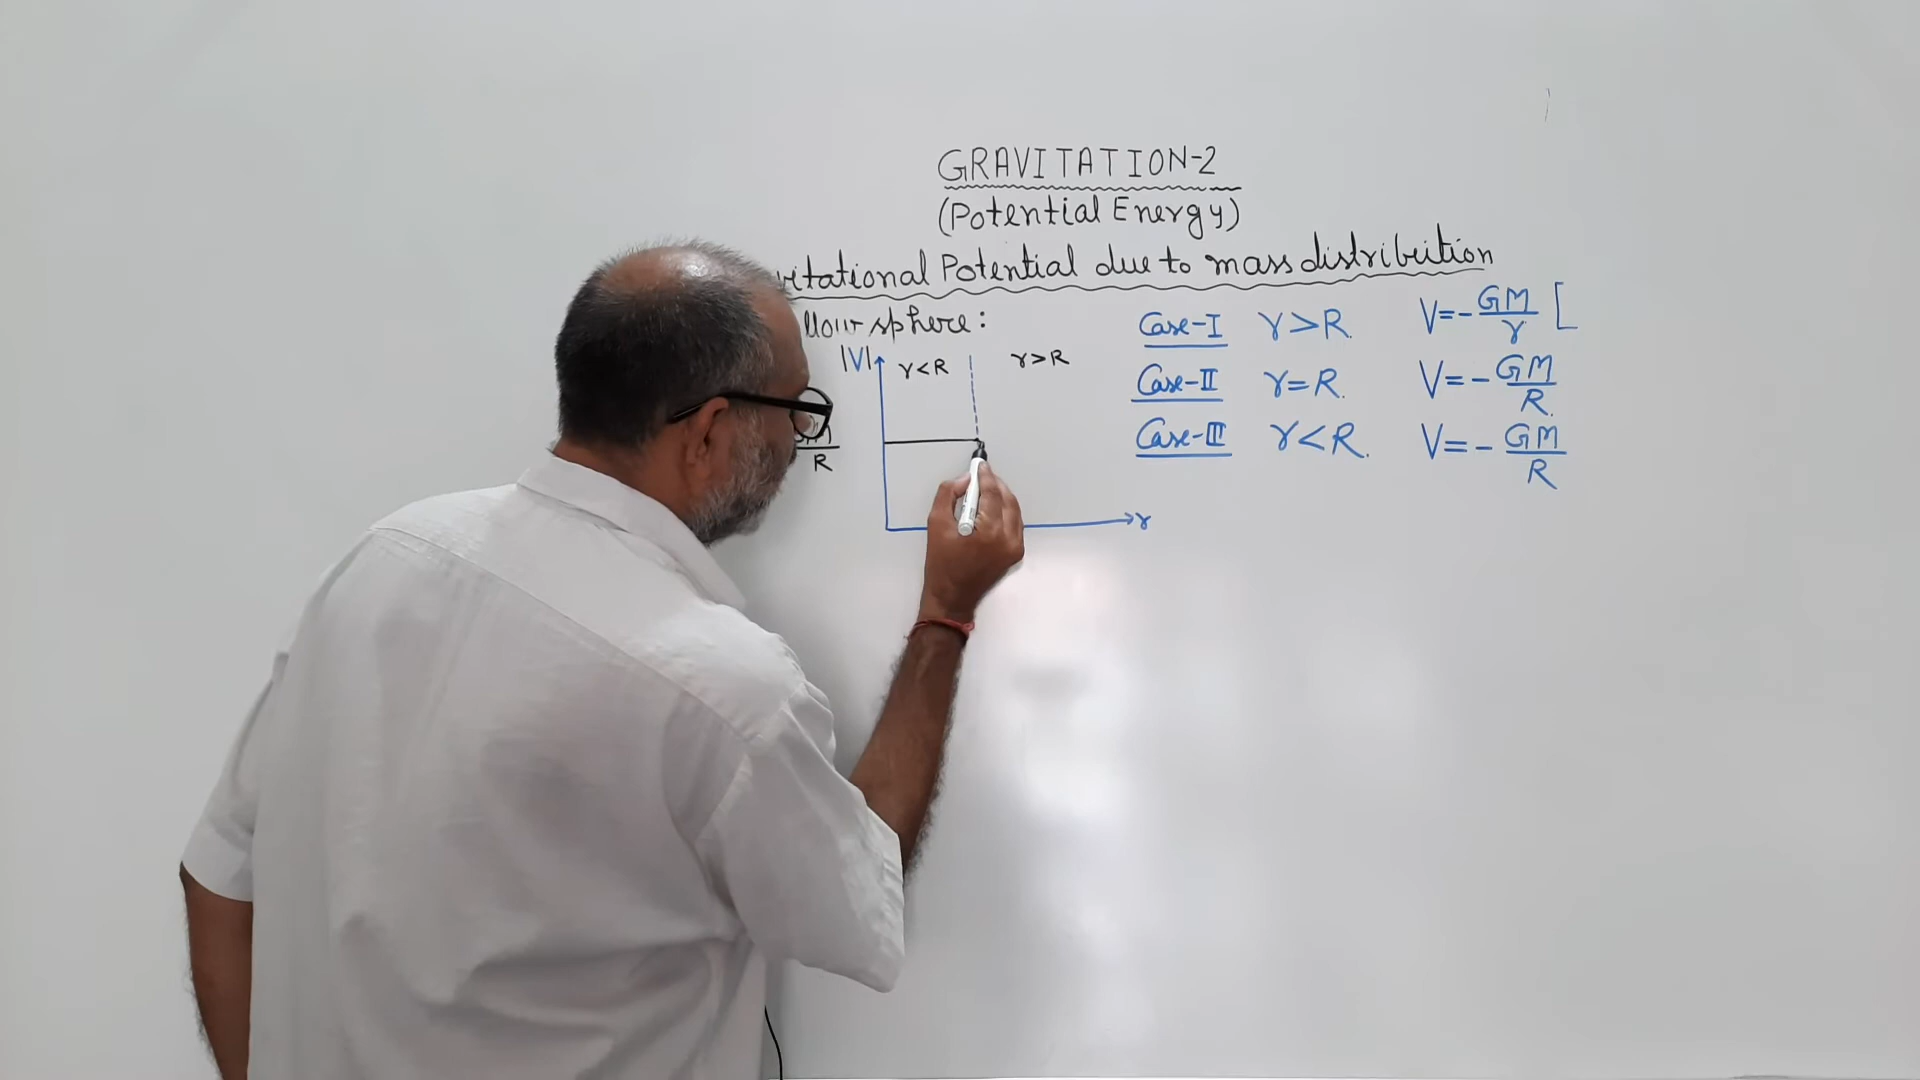 GRAVITATION-2
(Potential Energy)
vitational Potential due to mass distribution
llow sphere:
Case-I r>R V=-GM/r [
|V| r<R r>R
Case-II r=R. V=-GM/R.
Case-III r<R. V=-GM/R
R
r